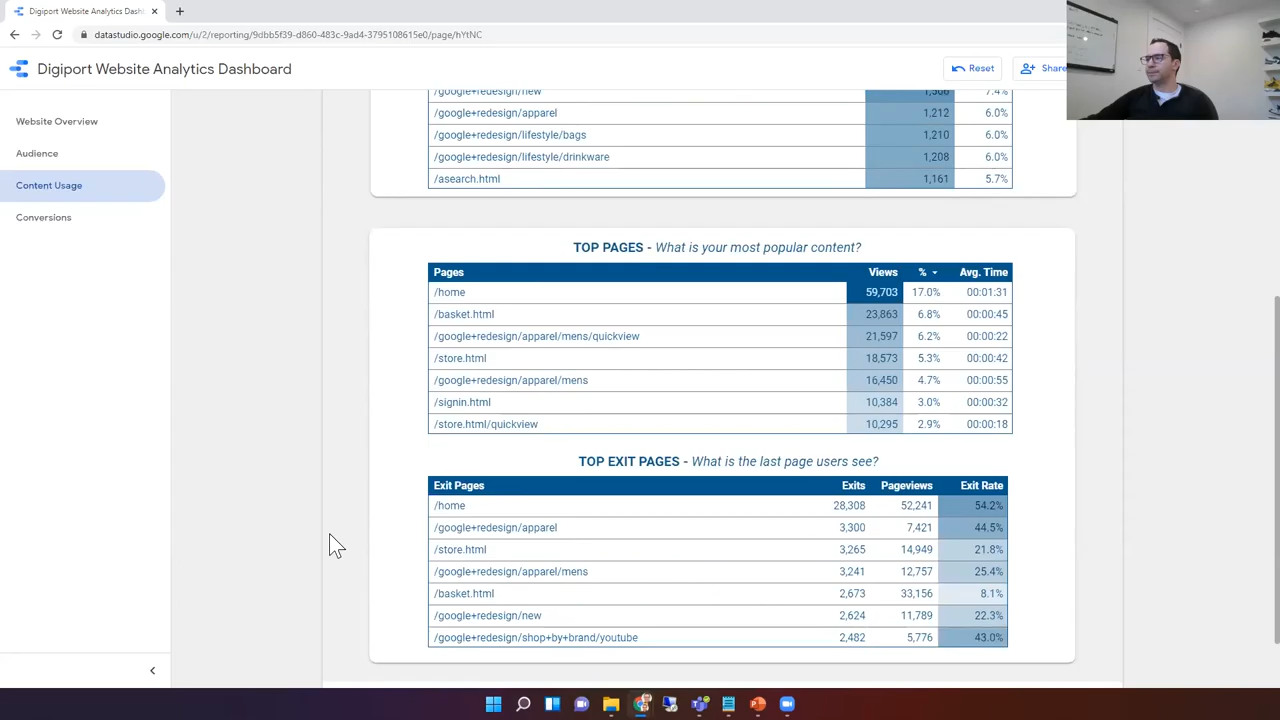 Digiport Website Analytics Dashb
datastudio.google.com/u/2/reporting/9dbb5f39-d860-483c-9ad4-3795108615e0/page/hYtNC
Digiport Website Analytics Dashboard
Reset
Share
Website Overview
Audience
Content Usage
Conversions
/google+redesign/new 1,306 7.4%
/google+redesign/apparel 1,212 6.0%
/google+redesign/lifestyle/bags 1,210 6.0%
/google+redesign/lifestyle/drinkware 1,208 6.0%
/asearch.html 1,161 5.7%
TOP PAGES - What is your most popular content?
Pages Views % Avg. Time
/home 59,703 17.0% 00:01:31
/basket.html 23,863 6.8% 00:00:45
/google+redesign/apparel/mens/quickview 21,597 6.2% 00:00:22
/store.html 18,573 5.3% 00:00:42
/google+redesign/apparel/mens 16,450 4.7% 00:00:55
/signin.html 10,384 3.0% 00:00:32
/store.html/quickview 10,295 2.9% 00:00:18
TOP EXIT PAGES - What is the last page users see?
Exit Pages Exits Pageviews Exit Rate
/home 28,308 52,241 54.2%
/google+redesign/apparel 3,300 7,421 44.5%
/store.html 3,265 14,949 21.8%
/google+redesign/apparel/mens 3,241 12,757 25.4%
/basket.html 2,673 33,156 8.1%
/google+redesign/new 2,624 11,789 22.3%
/google+redesign/shop+by+brand/youtube 2,482 5,776 43.0%